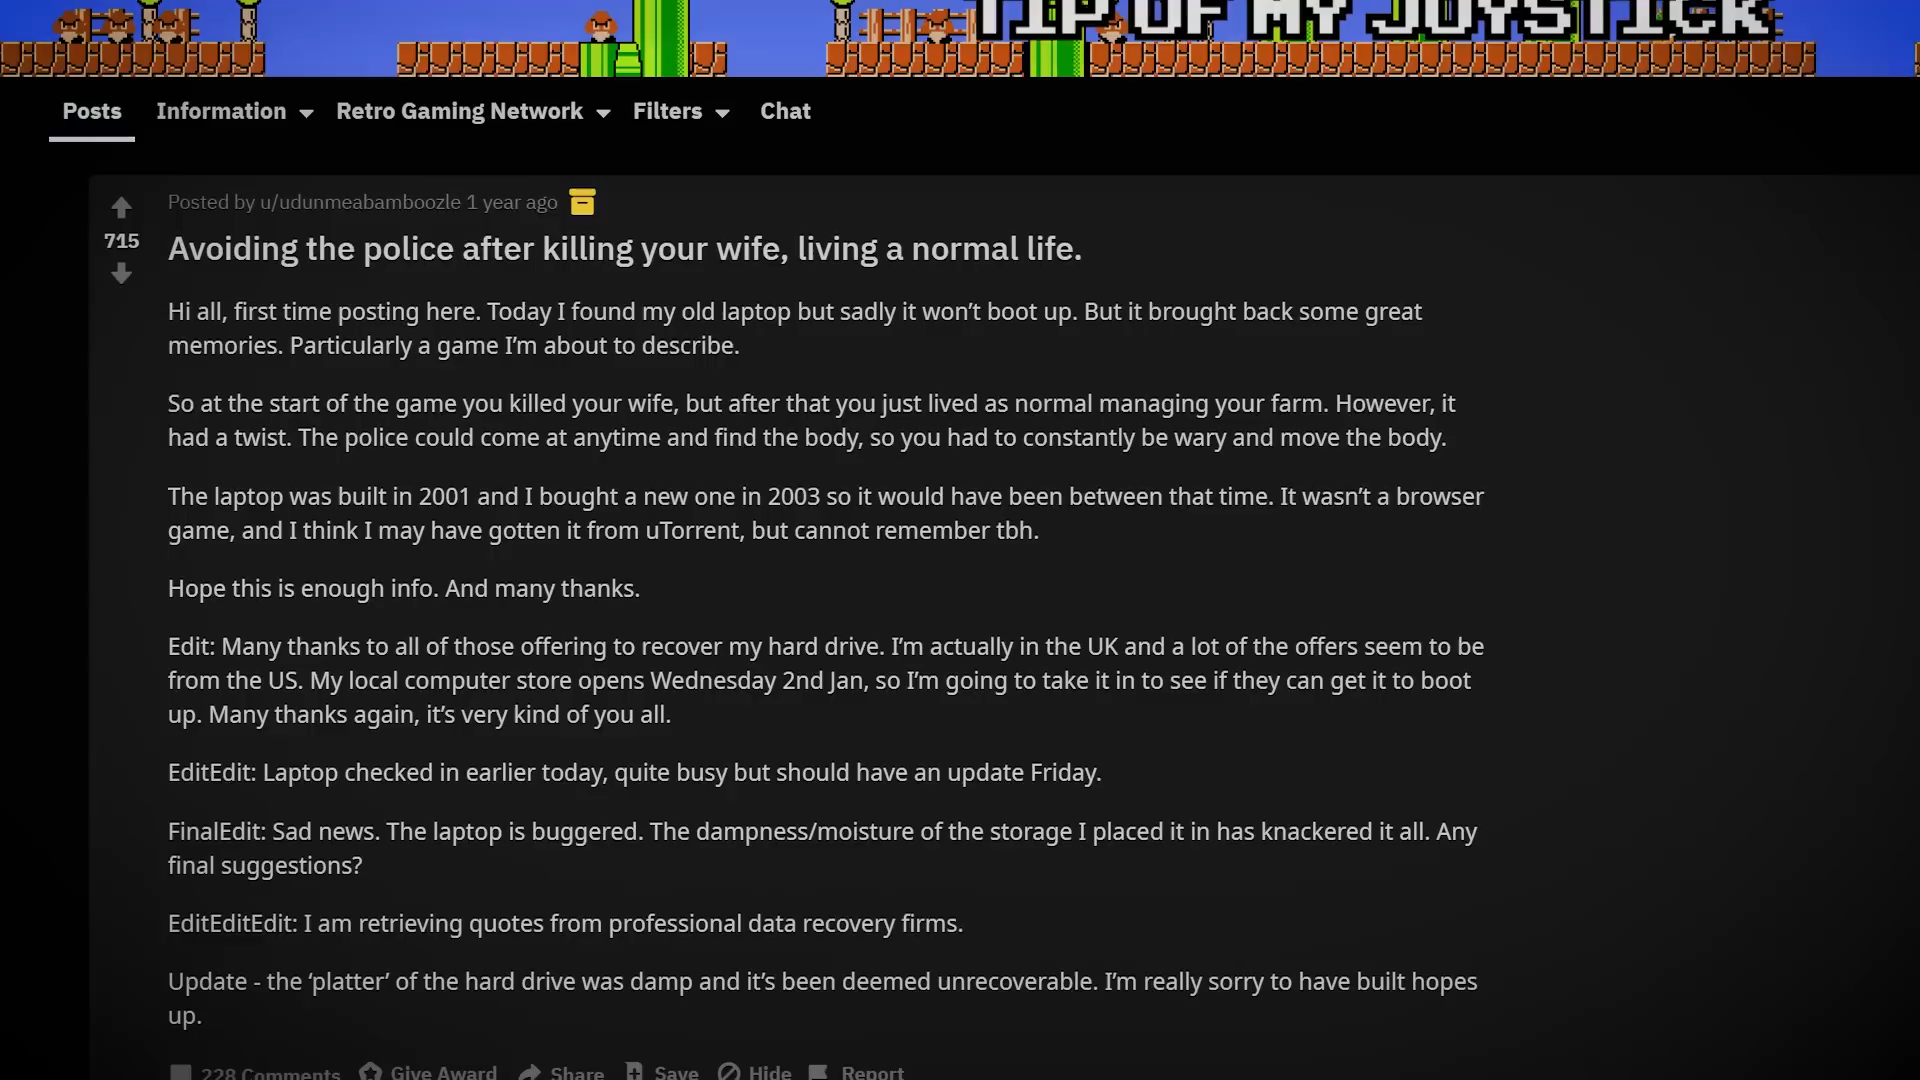 TIP OF MY JOYSTICK
Posts Information Retro Gaming Network Filters Chat
Posted by u/udunmeabamboozle 1 year ago
715
Avoiding the police after killing your wife, living a normal life.
Hi all, first time posting here. Today I found my old laptop but sadly it won’t boot up. But it brought back some great
memories. Particularly a game I’m about to describe.
So at the start of the game you killed your wife, but after that you just lived as normal managing your farm. However, it
had a twist. The police could come at anytime and find the body, so you had to constantly be wary and move the body.
The laptop was built in 2001 and I bought a new one in 2003 so it would have been between that time. It wasn’t a browser
game, and I think I may have gotten it from uTorrent, but cannot remember tbh.
Hope this is enough info. And many thanks.
Edit: Many thanks to all of those offering to recover my hard drive. I’m actually in the UK and a lot of the offers seem to be
from the US. My local computer store opens Wednesday 2nd Jan, so I’m going to take it in to see if they can get it to boot
up. Many thanks again, it’s very kind of you all.
EditEdit: Laptop checked in earlier today, quite busy but should have an update Friday.
FinalEdit: Sad news. The laptop is buggered. The dampness/moisture of the storage I placed it in has knackered it all. Any
final suggestions?
EditEditEdit: I am retrieving quotes from professional data recovery firms.
Update - the ‘platter’ of the hard drive was damp and it’s been deemed unrecoverable. I’m really sorry to have built hopes
up.
228 Comments Give Award Share Save Hide Report